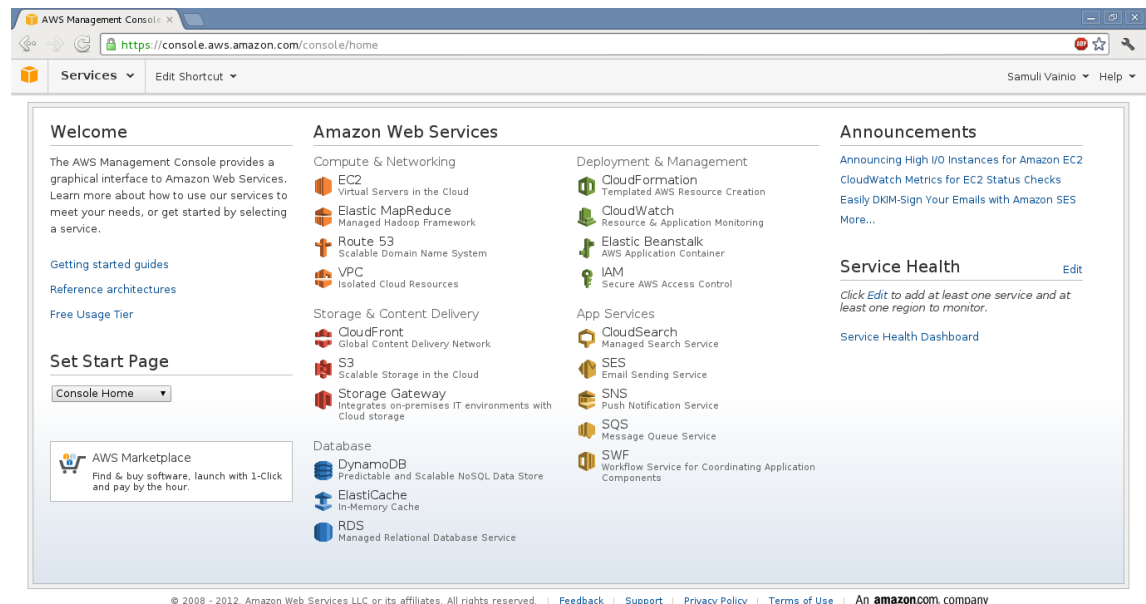 AWS Management Console
https://console.aws.amazon.com/console/home
ABP
Services
Edit Shortcut
Samuli Vainio
Help
Welcome
The AWS Management Console provides a
graphical interface to Amazon Web Services.
Learn more about how to use our services to
meet your needs, or get started by selecting
a service.
Getting started guides
Reference architectures
Free Usage Tier
Set Start Page
Console Home
AWS Marketplace
Find & buy software, launch with 1-Click
and pay by the hour.
Amazon Web Services
Compute & Networking
EC2
Virtual Servers in the Cloud
Elastic MapReduce
Managed Hadoop Framework
Route 53
Scalable Domain Name System
VPC
Isolated Cloud Resources
Storage & Content Delivery
CloudFront
Global Content Delivery Network
S3
Scalable Storage in the Cloud
Storage Gateway
Integrates on-premises IT environments with
Cloud storage
Database
DynamoDB
Predictable and Scalable NoSQL Data Store
ElastiCache
In-Memory Cache
RDS
Managed Relational Database Service
Deployment & Management
CloudFormation
Templated AWS Resource Creation
CloudWatch
Resource & Application Monitoring
Elastic Beanstalk
AWS Application Container
IAM
Secure AWS Access Control
App Services
CloudSearch
Managed Search Service
SES
Email Sending Service
SNS
Push Notification Service
SQS
Message Queue Service
SWF
Workflow Service for Coordinating Application
Components
Announcements
Announcing High I/O Instances for Amazon EC2
CloudWatch Metrics for EC2 Status Checks
Easily DKIM-Sign Your Emails with Amazon SES
More...
Service Health
Edit
Click Edit to add at least one service and at
least one region to monitor.
Service Health Dashboard
© 2008 - 2012, Amazon Web Services LLC or its affiliates. All rights reserved. | Feedback | Support | Privacy Policy | Terms of Use | An amazon.com. company